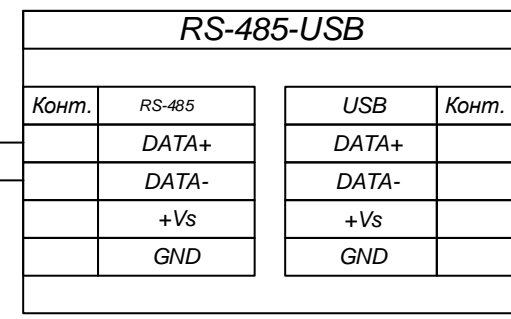 RS-485-USB
Конт. RS-485 USB Конт.
DATA+ DATA+
DATA- DATA-
+Vs +Vs
GND GND